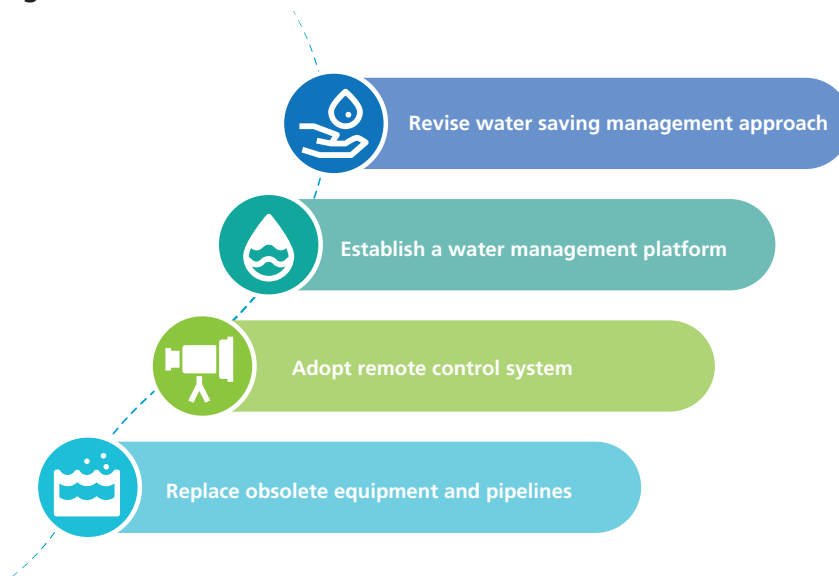 Revise water saving management approach
Establish a water management platform
Adopt remote control system
Replace obsolete equipment and pipelines